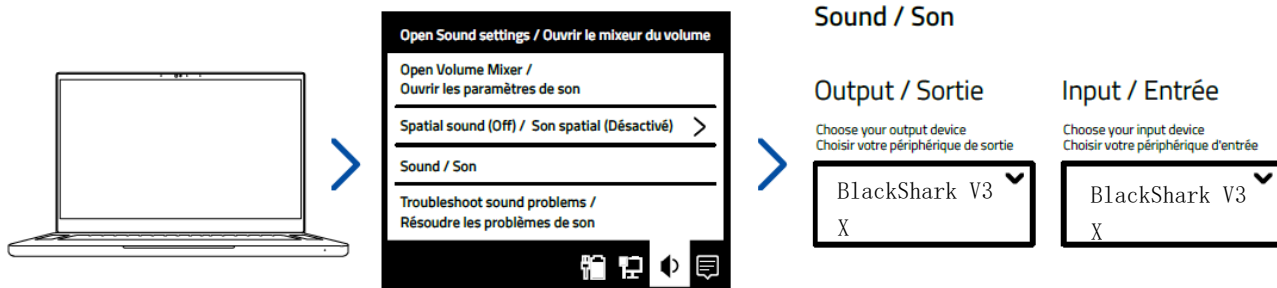 Open Sound settings / Ouvrir le mixeur du volume
Open Volume Mixer /
Ouvrir les paramètres de son
Spatial sound (Off) / Son spatial (Désactivé)
Sound / Son
Troubleshoot sound problems /
Résoudre les problèmes de son
Sound / Son
Output / Sortie
Choose your output device
Choisir votre périphérique de sortie
BlackShark V3
X
Input / Entrée
Choose your input device
Choisir votre périphérique d'entrée
BlackShark V3
X